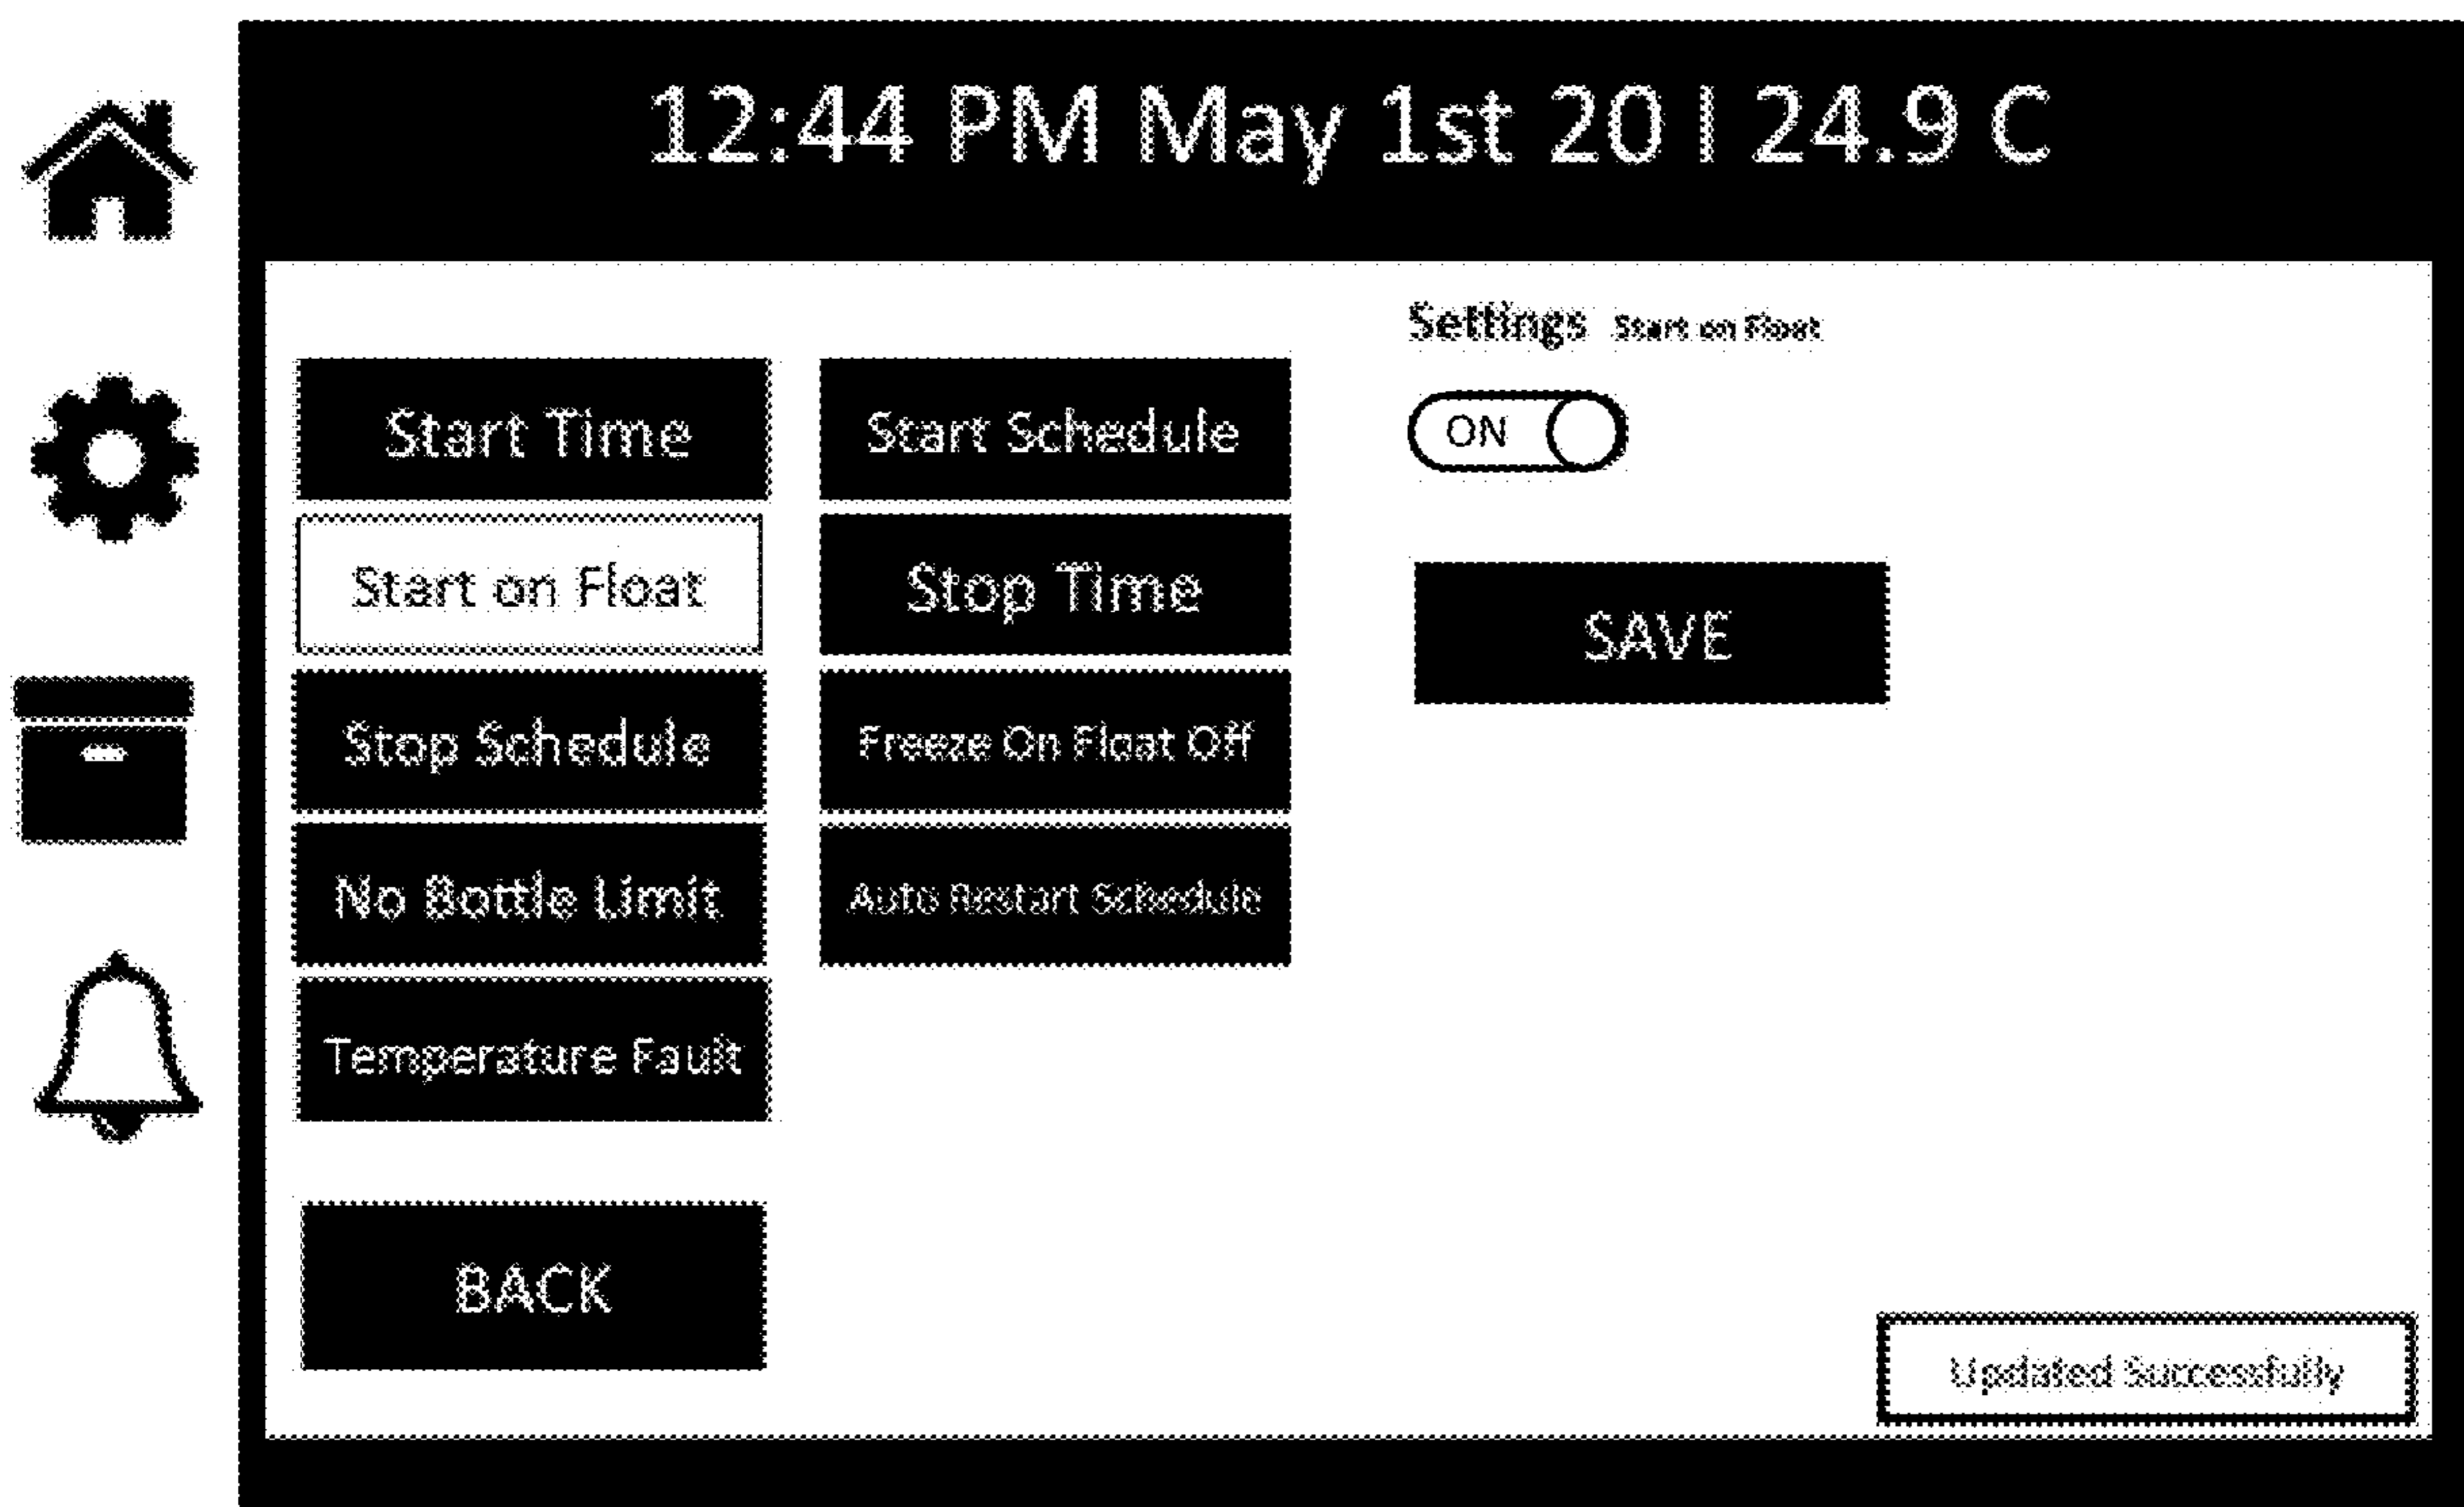 12:44 PM May 1st 20 | 24.9 C
Settings Start on Float
Start Time
Start Schedule
ON
Start on Float
Stop Time
SAVE
Stop Schedule
Freeze On Float Off
No Bottle Limit
Auto Restart Schedule
Temperature Fault
BACK
Updated Successfully